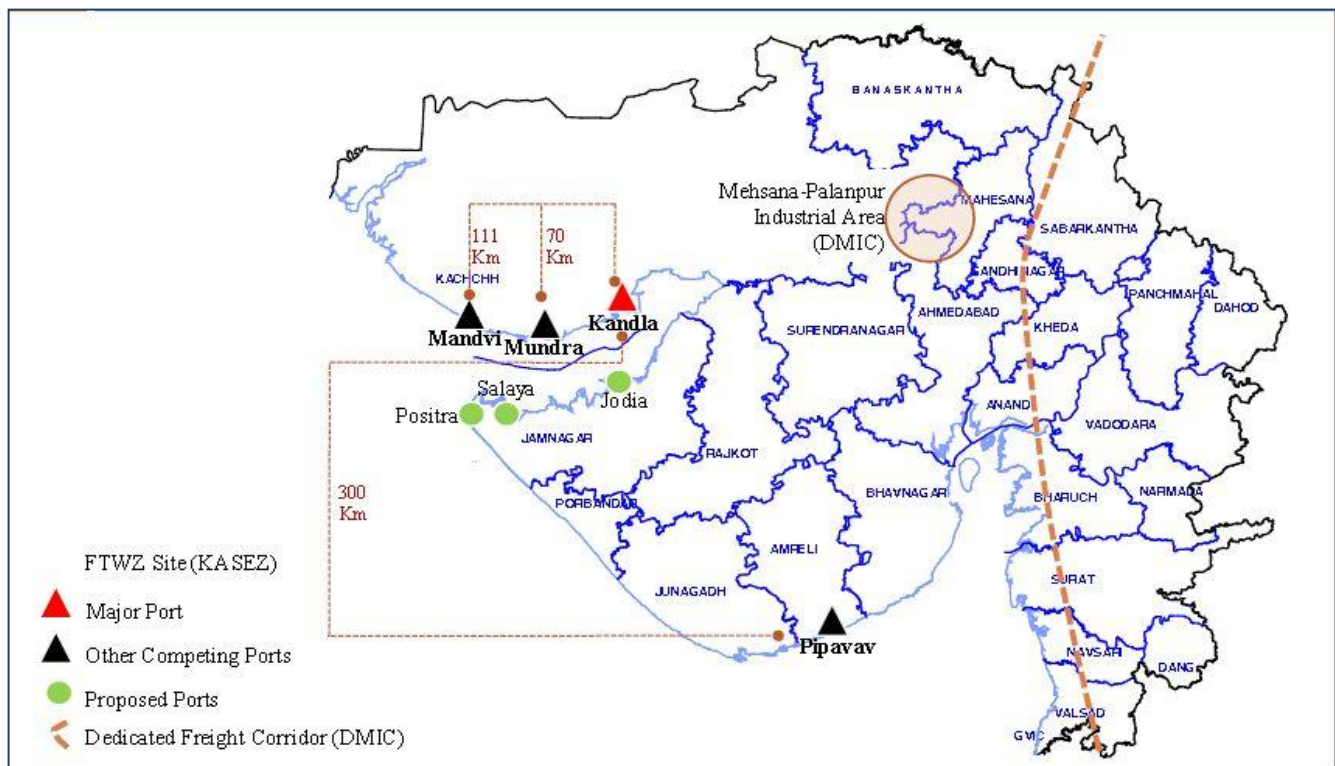 BANASKANTHA
Mehsana-Palanpur
Industrial Area
(DMIC)
MAHESANA
SABARKANTHA
111
Km
70
Km
KACHCHH
GANDHINAGAR
PANCHMAHAL
DAHOD
Mandvi
Mundra
Kandla
SURENDRANAGAR
AHMEDABAD
KHEDA
Salaya
Jodia
Positra
ANAND
JAMNAGAR
VADODARA
RAJKOT
300
Km
PORBANDAR
BHAVNAGAR
BHARUCH
NARMADA
AMRELI
JUNAGADH
SURAT
Pipavav
NAVSARI
DANG
VALSAD
GVIC
FTWZ Site (KASEZ)
Major Port
Other Competing Ports
Proposed Ports
Dedicated Freight Corridor (DMIC)